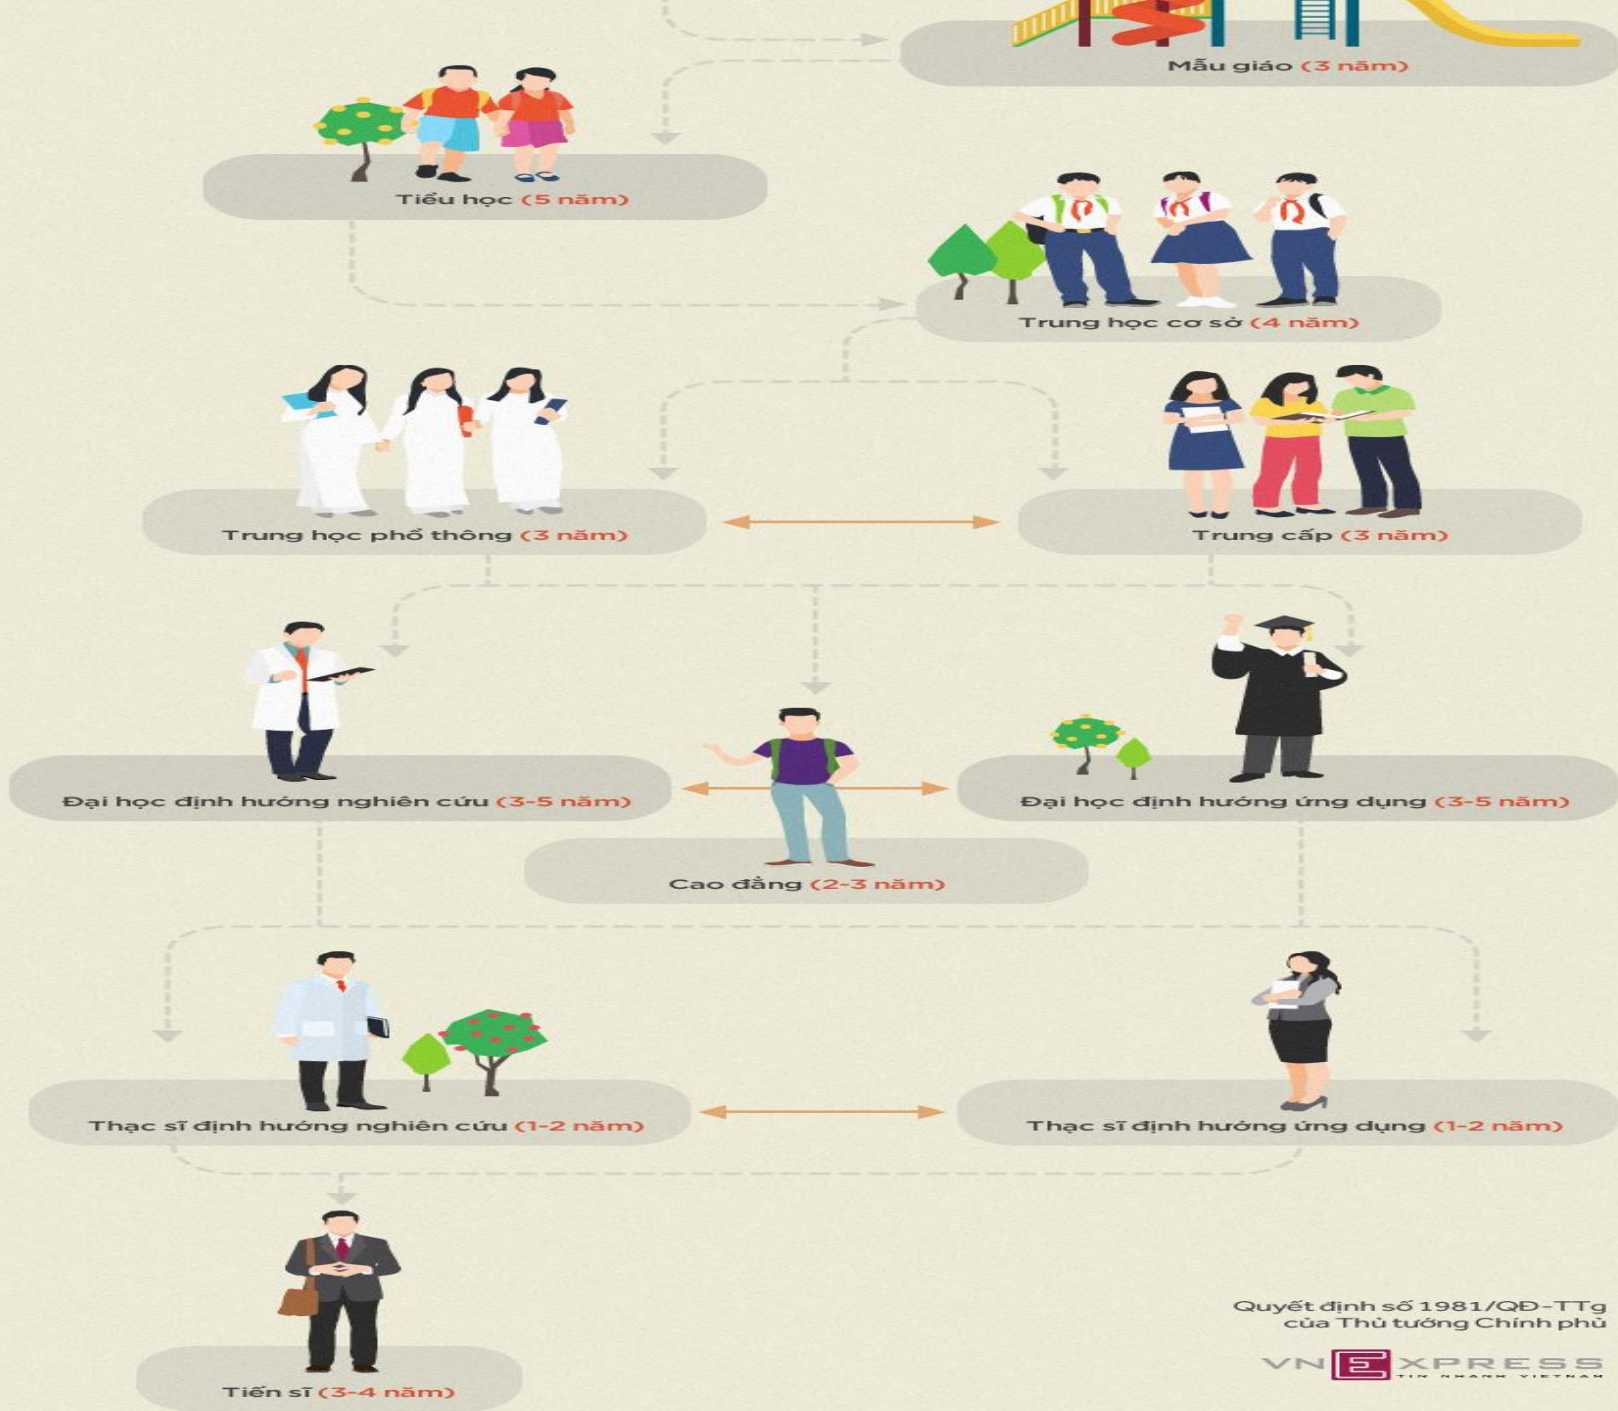 Mẫu giáo (3 năm)
Tiểu học (5 năm)
Trung học cơ sở (4 năm)
Trung học phổ thông (3 năm)
Trung cấp (3 năm)
Đại học định hướng nghiên cứu (3-5 năm)
Đại học định hướng ứng dụng (3-5 năm)
Cao đẳng (2-3 năm)
Thạc sĩ định hướng nghiên cứu (1-2 năm)
Thạc sĩ định hướng ứng dụng (1-2 năm)
Tiến sĩ (3-4 năm)
Quyết định số 1981/QĐ-TTg
của Thủ tướng Chính phủ
VNEXPRESS
TIN NHANH VIETNAM